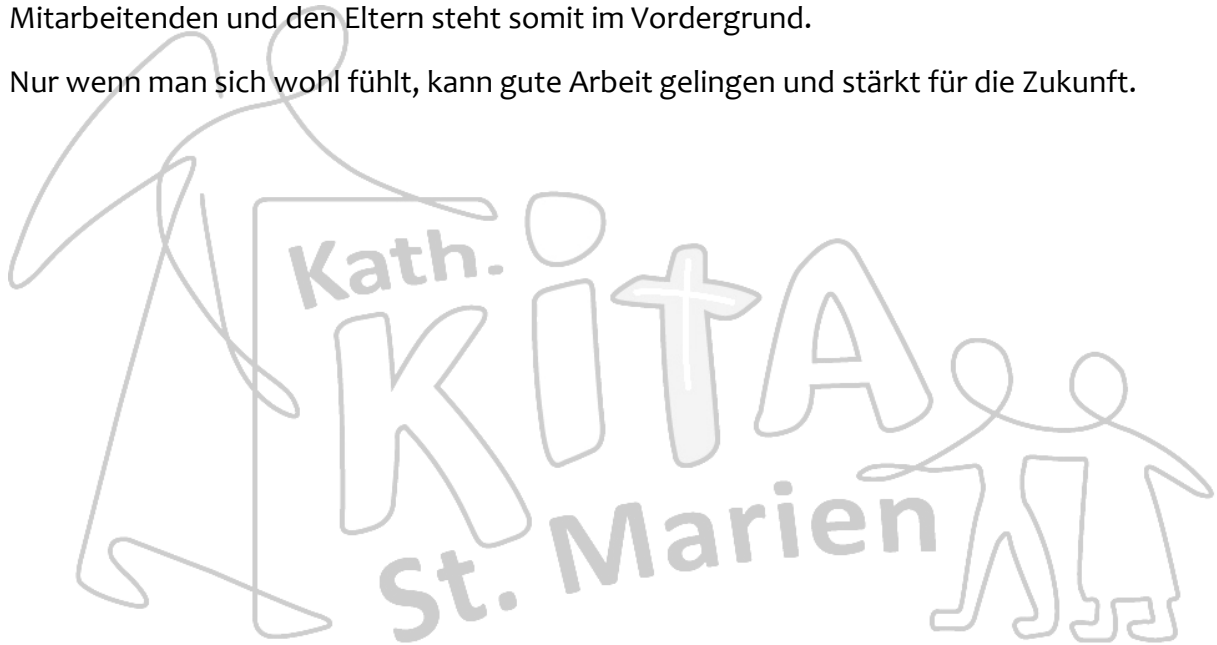 Mitarbeitenden und den Eltern steht somit im Vordergrund.
Nur wenn man sich wohl fühlt, kann gute Arbeit gelingen und stärkt für die Zukunft.
Kath.
KitA
St. Marien